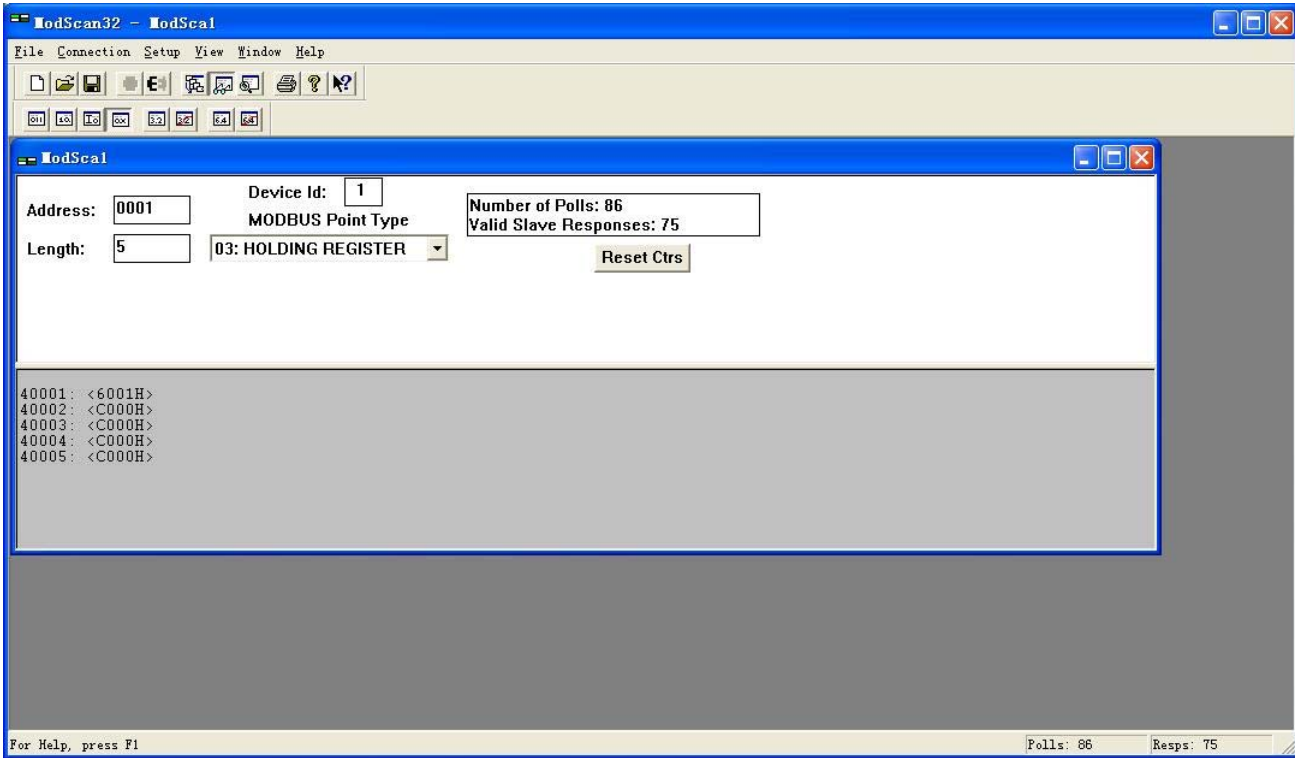 ModScan32 - ModSca1
File Connection Setup View Window Help
ModSca1
Address: 0001
Device Id: 1
MODBUS Point Type
Length: 5
03: HOLDING REGISTER
Number of Polls: 86
Valid Slave Responses: 75
Reset Ctrs
40001: <6001H>
40002: <C000H>
40003: <C000H>
40004: <C000H>
40005: <C000H>
For Help, press F1
Polls: 86
Resps: 75